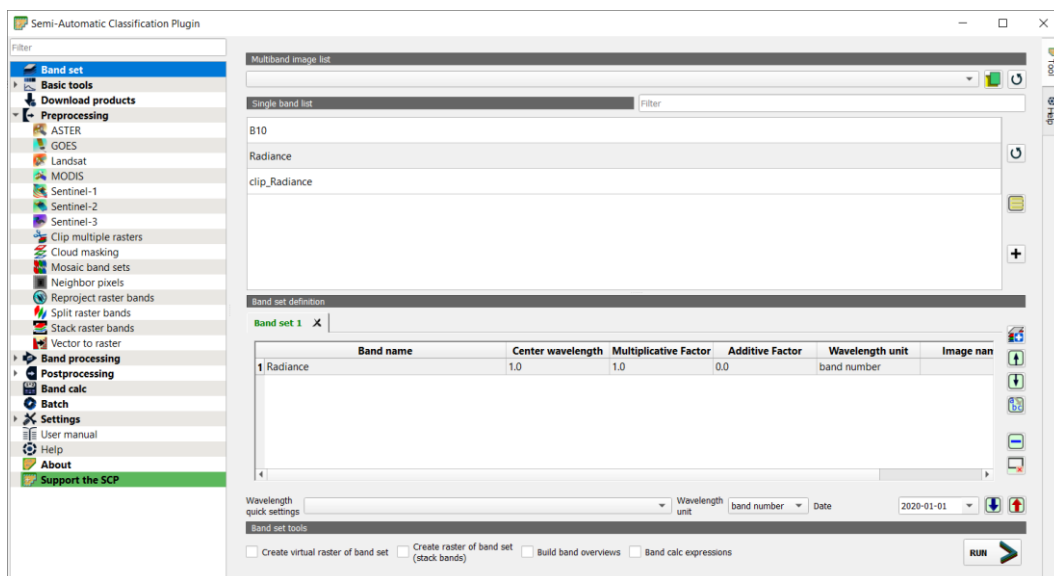 Semi-Automatic Classification Plugin
Filter
Band set
Basic tools
Download products
Preprocessing
ASTER
GOES
Landsat
MODIS
Sentinel-1
Sentinel-2
Sentinel-3
Clip multiple rasters
Cloud masking
Mosaic band sets
Neighbor pixels
Reproject raster bands
Split raster bands
Stack raster bands
Vector to raster
Band processing
Postprocessing
Band calc
Batch
Settings
User manual
Help
About
Support the SCP
Multiband image list
Single band list Filter
B10
Radiance
clip_Radiance
Band set definition
Band set 1
Band name Center wavelength Multiplicative Factor Additive Factor Wavelength unit Image nam
1 Radiance 1.0 1.0 0.0 band number
Wavelength
quick settings
Wavelength
unit
band number Date 2020-01-01
Band set tools
Create virtual raster of band set
Create raster of band set
(stack bands)
Build band overviews
Band calc expressions
RUN
Tool
Help